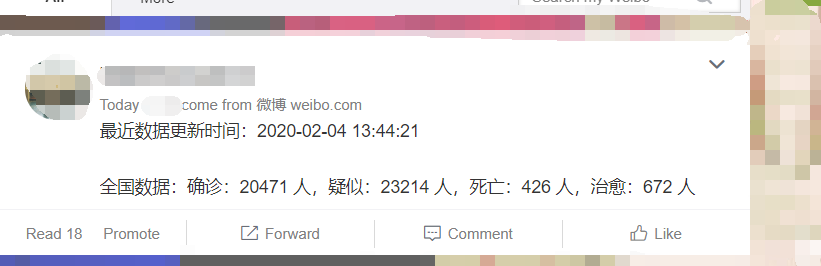 More
Search my Weibo
Today come from 微博 weibo.com
最近数据更新时间：2020-02-04 13:44:21
全国数据：确诊：20471 人，疑似：23214 人，死亡：426 人，治愈：672 人
Read 18 Promote Forward Comment Like